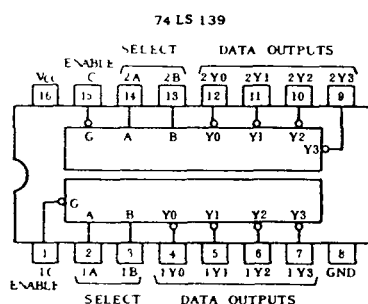 74 LS 139
SELECT DATA OUTPUTS
ENABLE
VCC C 2A 2B 2Y0 2Y1 2Y2 2Y3
16 15 14 13 12 11 10 9
G A B Y0 Y1 Y2
Y3
G
A B Y0 Y1 Y2 Y3
1 2 3 4 5 6 7 8
1A 1B 1Y0 1Y1 1Y2 1Y3 GND
ENABLE
SELECT DATA OUTPUTS